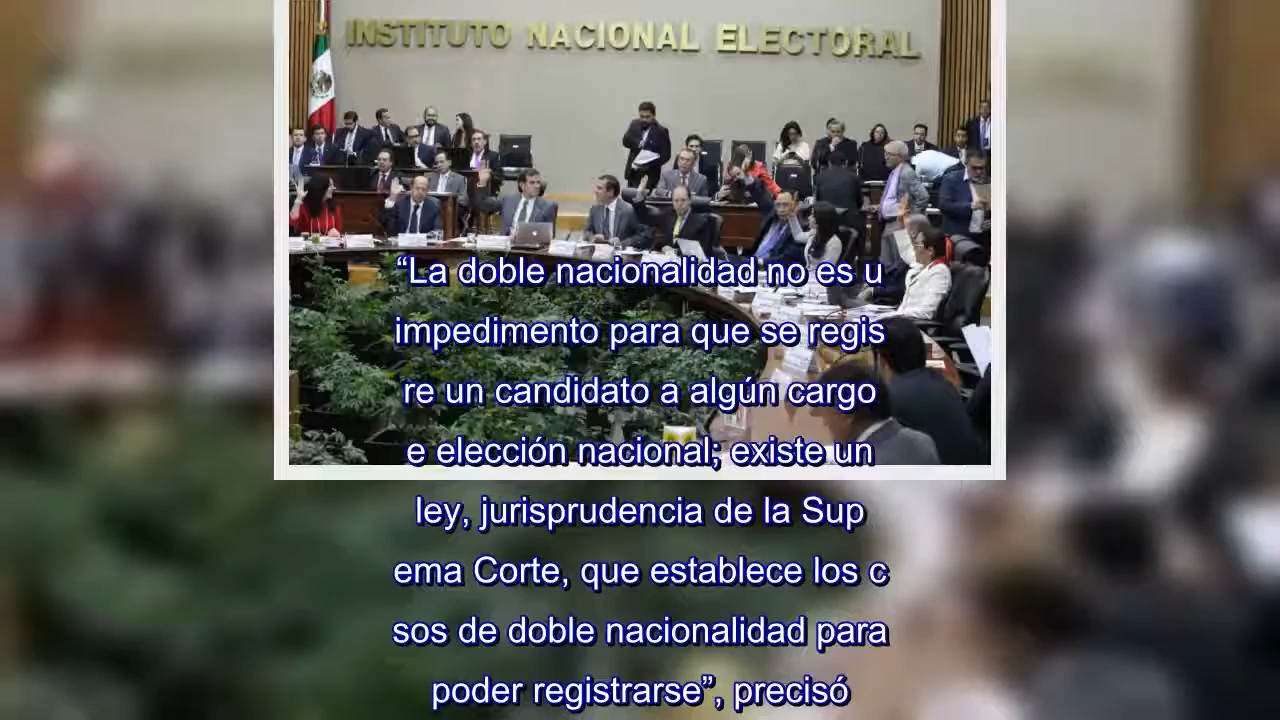 INSTITUTO NACIONAL ELECTORAL
“La doble nacionalidad no es u
impedimento para que se regis
re un candidato a algún cargo
e elección nacional; existe un
ley, jurisprudencia de la Sup
ema Corte, que establece los c
sos de doble nacionalidad para
poder registrarse”, precisó